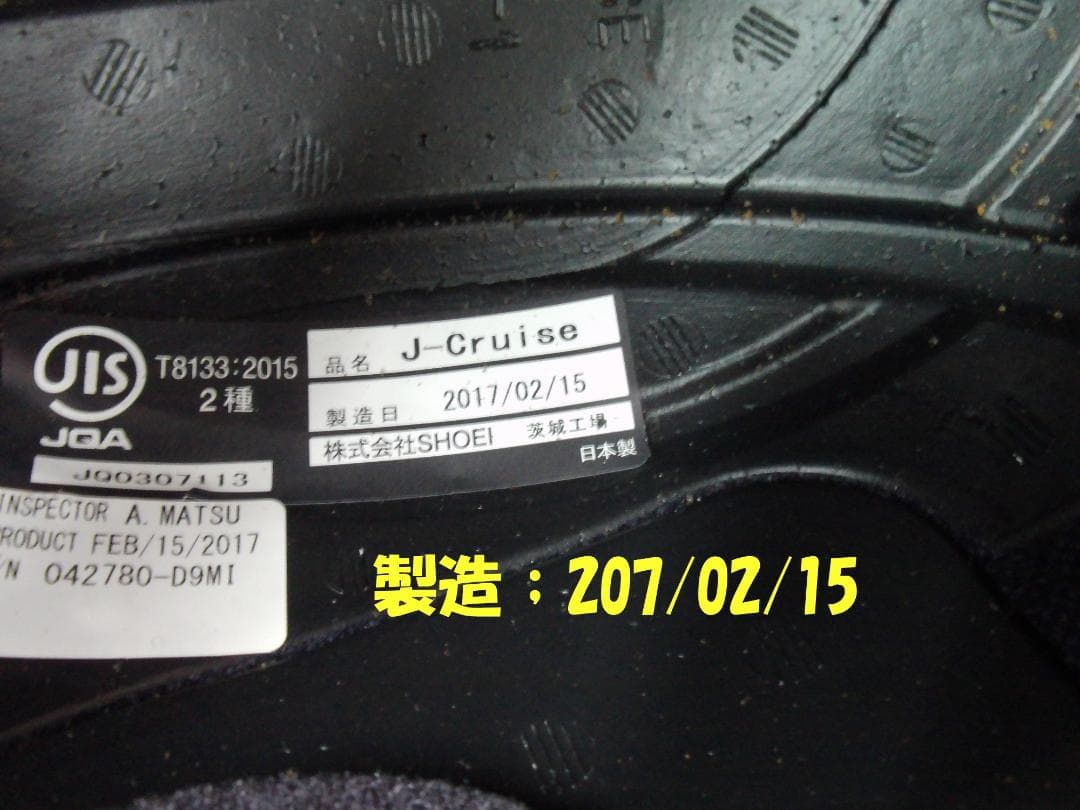 JIS
T8133:2015
2種
JQA
JQ0307113
品名 J-Cruise
製造日 2017/02/15
株式会社SHOEI 茨城工場
日本製
INSPECTOR A. MATSU
PRODUCT FEB/15/2017
/N 042780-D9MI
製造;207/02/15